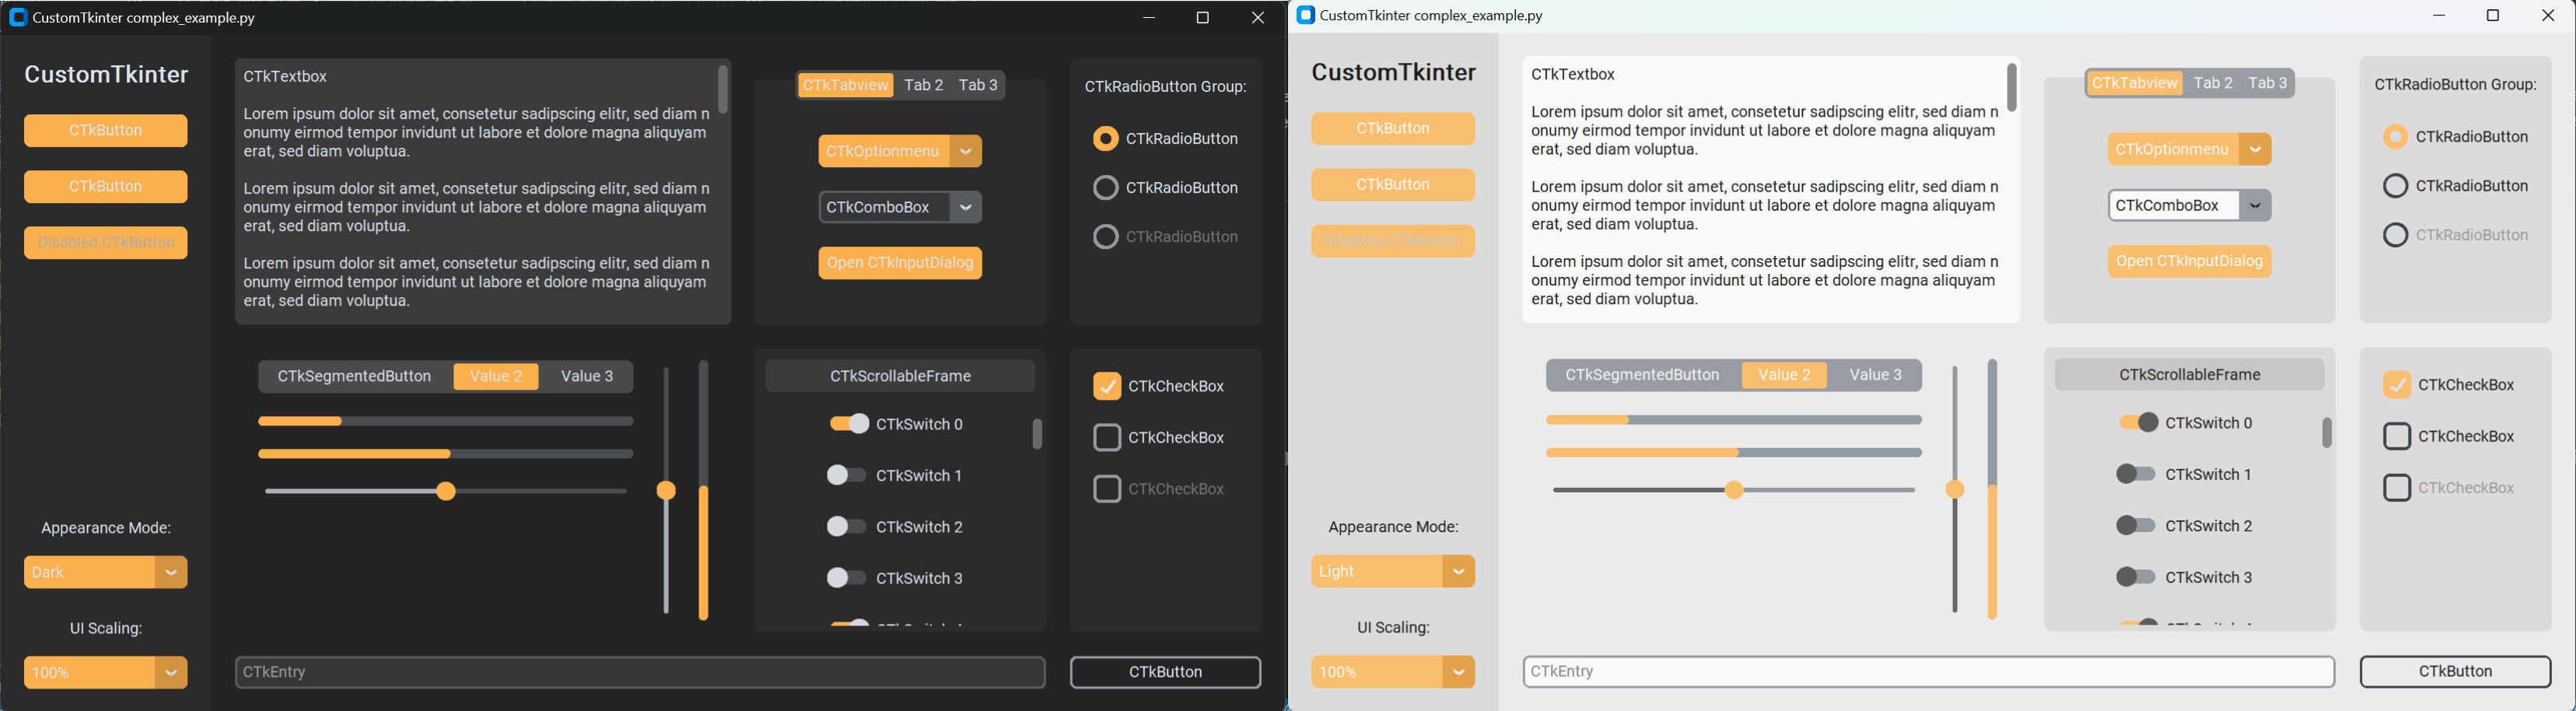 CustomTkinter complex_example.py
CustomTkinter
CTkButton
CTkButton
Disabled CTkButton
Appearance Mode:
Dark
UI Scaling:
100%
CTkTextbox
Lorem ipsum dolor sit amet, consetetur sadipscing elitr, sed diam n
onumy eirmod tempor invidunt ut labore et dolore magna aliquyam
erat, sed diam voluptua.
Lorem ipsum dolor sit amet, consetetur sadipscing elitr, sed diam n
onumy eirmod tempor invidunt ut labore et dolore magna aliquyam
erat, sed diam voluptua.
Lorem ipsum dolor sit amet, consetetur sadipscing elitr, sed diam n
onumy eirmod tempor invidunt ut labore et dolore magna aliquyam
erat, sed diam voluptua.
CTkTabview Tab 2 Tab 3
CTkOptionmenu
CTkComboBox
Open CTkInputDialog
CTkRadioButton Group:
CTkRadioButton
CTkRadioButton
CTkRadioButton
CTkSegmentedButton Value 2 Value 3
CTkScrollableFrame
CTkSwitch 0
CTkSwitch 1
CTkSwitch 2
CTkSwitch 3
CTkCheckBox
CTkCheckBox
CTkCheckBox
CTkEntry
CTkButton
CustomTkinter complex_example.py
CustomTkinter
CTkButton
CTkButton
Disabled CTkButton
Appearance Mode:
Light
UI Scaling:
100%
CTkTextbox
Lorem ipsum dolor sit amet, consetetur sadipscing elitr, sed diam n
onumy eirmod tempor invidunt ut labore et dolore magna aliquyam
erat, sed diam voluptua.
Lorem ipsum dolor sit amet, consetetur sadipscing elitr, sed diam n
onumy eirmod tempor invidunt ut labore et dolore magna aliquyam
erat, sed diam voluptua.
Lorem ipsum dolor sit amet, consetetur sadipscing elitr, sed diam n
onumy eirmod tempor invidunt ut labore et dolore magna aliquyam
erat, sed diam voluptua.
CTkTabview Tab 2 Tab 3
CTkOptionmenu
CTkComboBox
Open CTkInputDialog
CTkRadioButton Group:
CTkRadioButton
CTkRadioButton
CTkRadioButton
CTkSegmentedButton Value 2 Value 3
CTkScrollableFrame
CTkSwitch 0
CTkSwitch 1
CTkSwitch 2
CTkSwitch 3
CTkCheckBox
CTkCheckBox
CTkCheckBox
CTkEntry
CTkButton